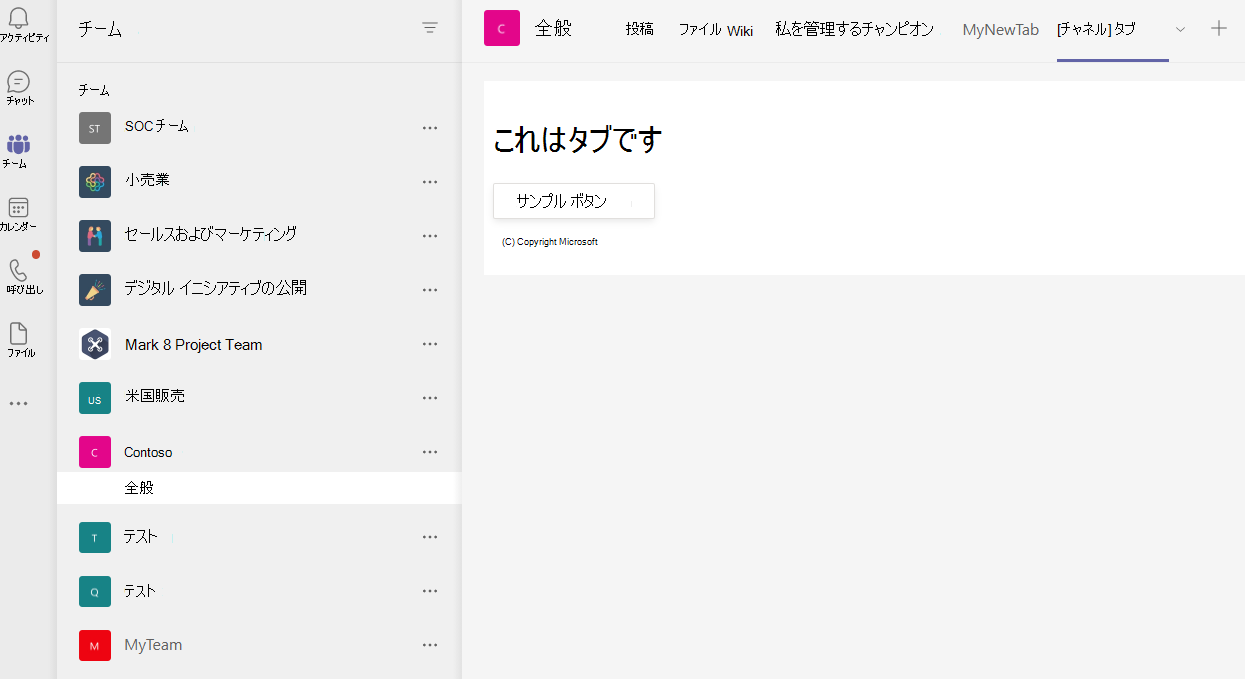 アクティビティ
チャット
チーム
カレンダー
呼び出し
ファイル
チーム
チーム
ST SOCチーム
小売業
セールスおよびマーケティング
デジタル イニシアティブの公開
Mark 8 Project Team
US 米国販売
C Contoso
全般
T テスト
Q テスト
M MyTeam
C 全般 投稿 ファイル Wiki 私を管理するチャンピオン MyNewTab [チャネル] タブ
これはタブです
サンプル ボタン
(C) Copyright Microsoft